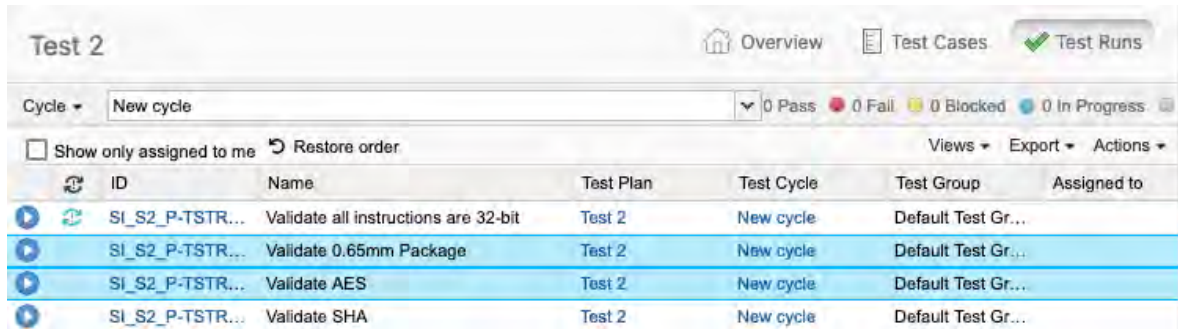 Test 2 Overview Test Cases Test Runs
Cycle New cycle 0 Pass 0 Fail 0 Blocked 0 In Progress
Show only assigned to me Restore order Views Export Actions
ID Name Test Plan Test Cycle Test Group Assigned to
SI_S2_P-TSTR... Validate all instructions are 32-bit Test 2 New cycle Default Test Gr...
SI_S2_P-TSTR... Validate 0.65mm Package Test 2 New cycle Default Test Gr...
SI_S2_P-TSTR... Validate AES Test 2 New cycle Default Test Gr...
SI_S2_P-TSTR... Validate SHA Test 2 New cycle Default Test Gr...